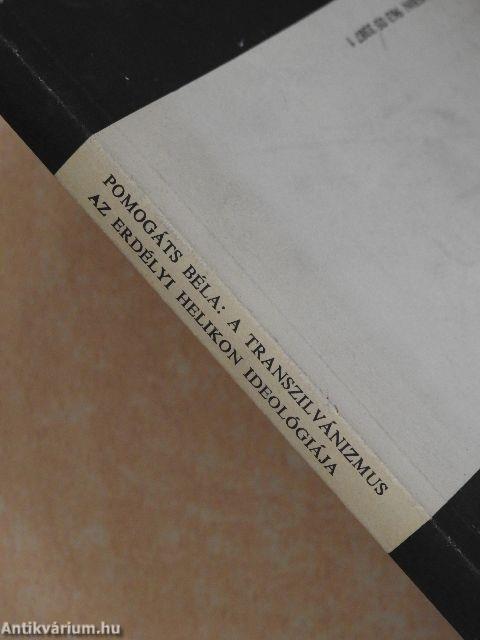 POMOGÁTS BÉLA: A TRANSZILVÁNIZMUS
AZ ERDÉLYI HELIKON IDEOLÓGIÁJA
Antikvárium.hu